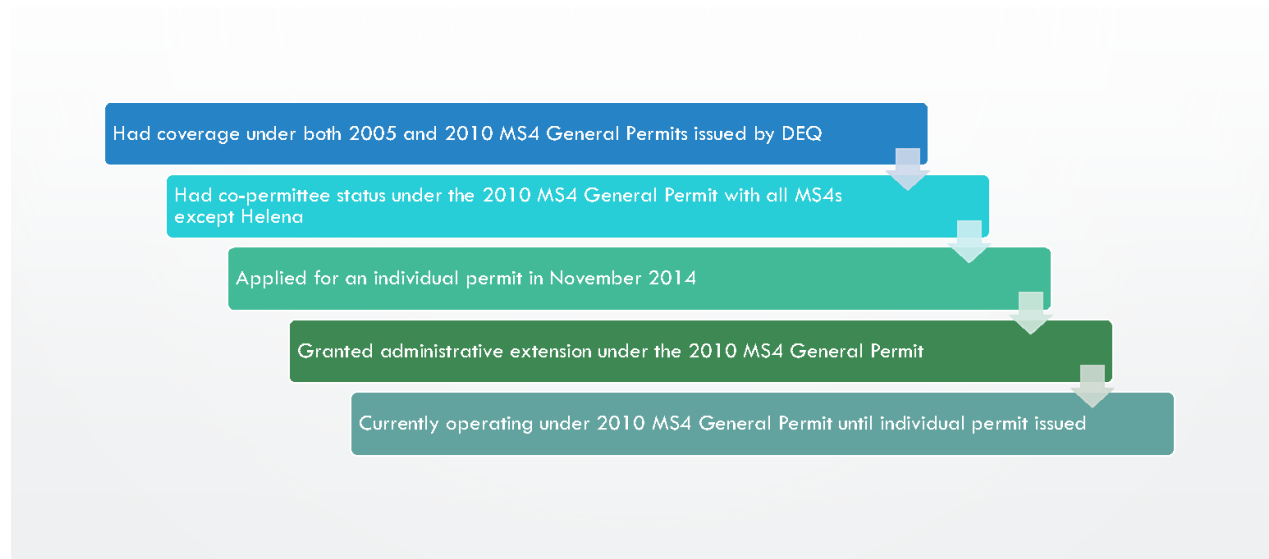 Had coverage under both 2005 and 2010 MS4 General Permits issued by DEQ
Had co-permittee status under the 2010 MS4 General Permit with all MS4s
except Helena
Applied for an individual permit in November 2014
Granted administrative extension under the 2010 MS4 General Permit
Currently operating under 2010 MS4 General Permit until individual permit issued